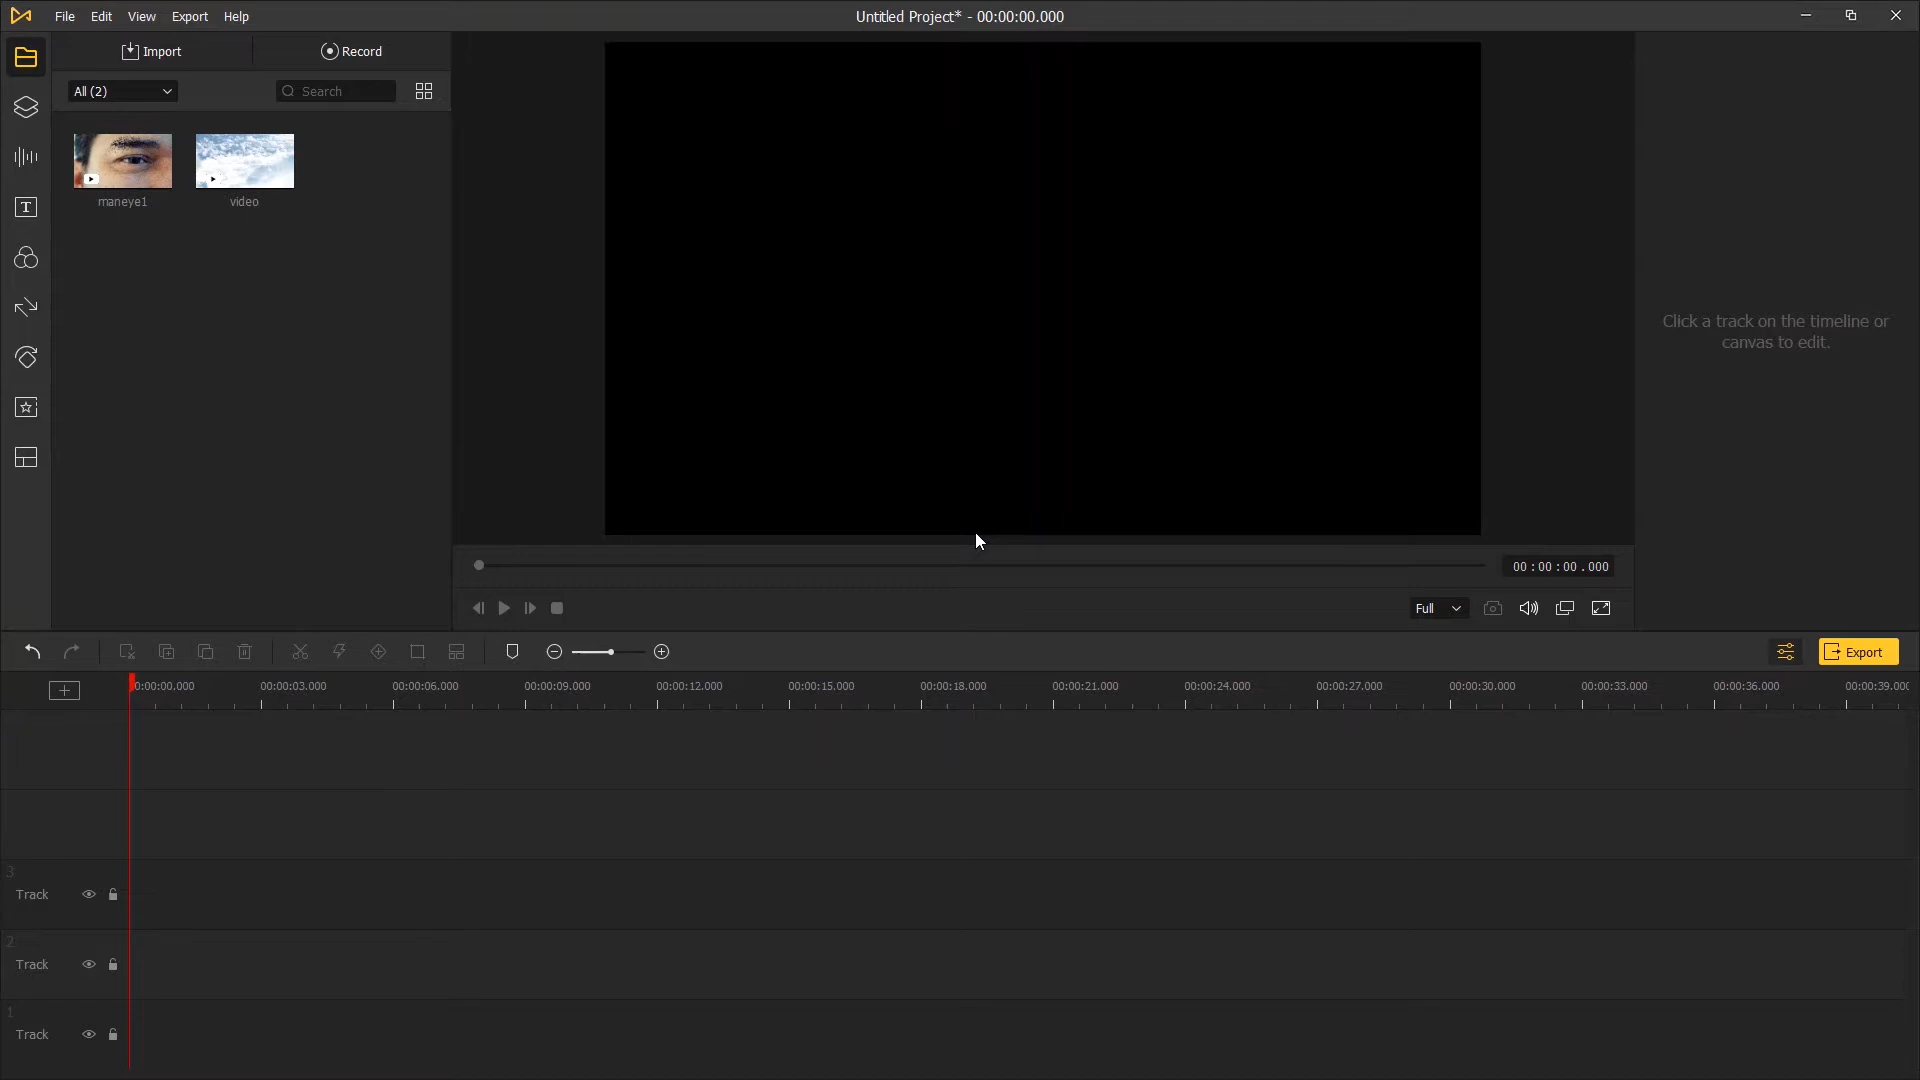 File Edit View Export Help
Untitled Project* - 00:00:00.000
Import
Record
All (2)
Search
maneye1
video
Click a track on the timeline or
canvas to edit.
00 : 00 : 00 . 000
Full
Export
0:00:00.000 00:00:03.000 00:00:06.000 00:00:09.000 00:00:12.000 00:00:15.000 00:00:18.000 00:00:21.000 00:00:24.000 00:00:27.000 00:00:30.000 00:00:33.000 00:00:36.000 00:00:39.000
3
Track
2
Track
1
Track